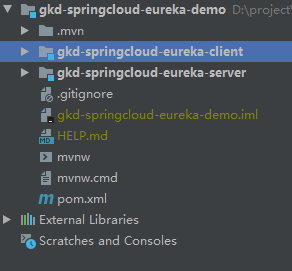 gkd-springcloud-eureka-demo D:\project\
.mvn
gkd-springcloud-eureka-client
gkd-springcloud-eureka-server
.gitignore
gkd-springcloud-eureka-demo.iml
HELP.md
mvnw
mvnw.cmd
pom.xml
External Libraries
Scratches and Consoles